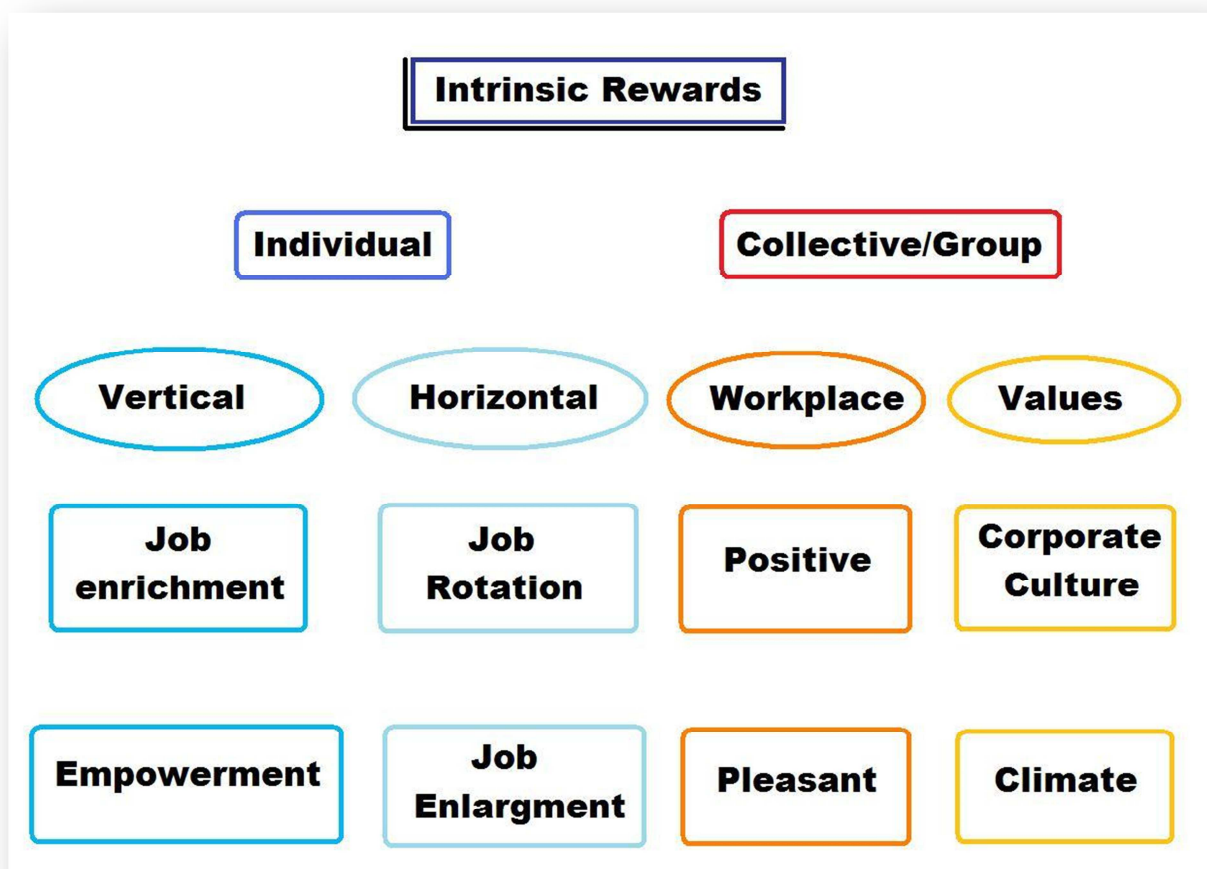 Intrinsic Rewards
Individual
Collective/Group
Vertical
Horizontal
Workplace
Values
Job
enrichment
Job
Rotation
Positive
Corporate
Culture
Empowerment
Job
Enlargment
Pleasant
Climate